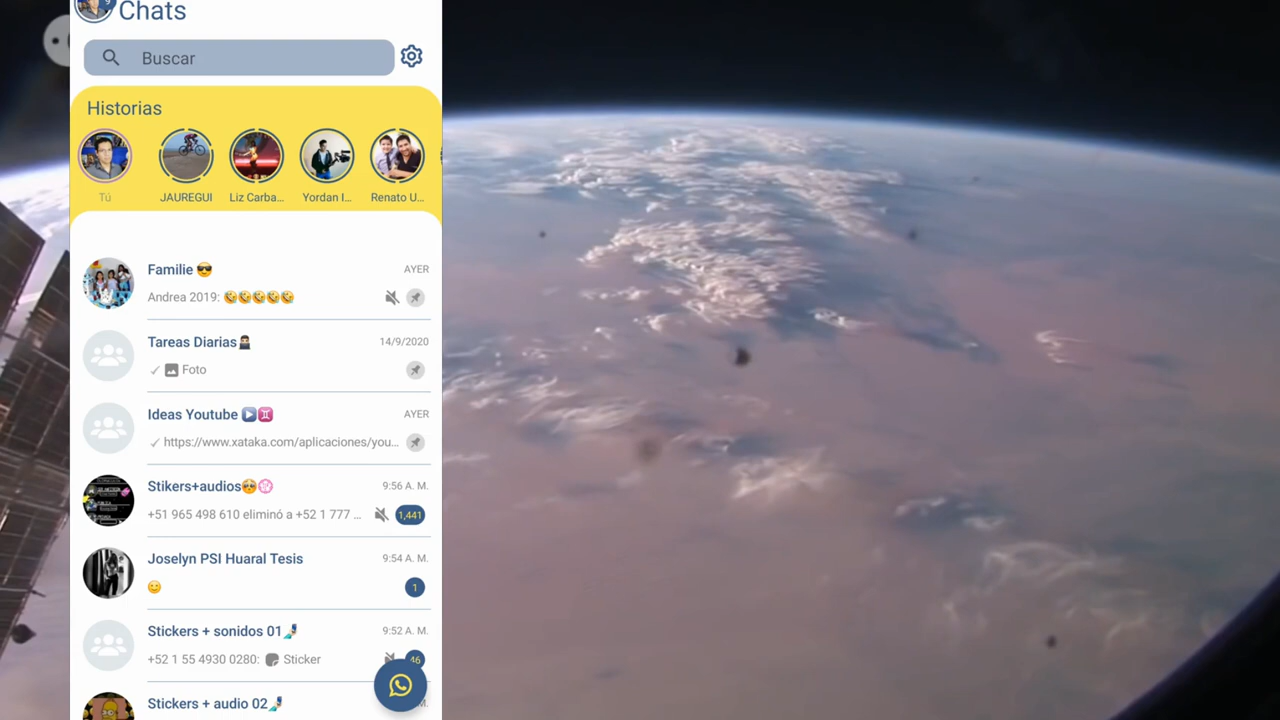 9
Chats
Buscar
Historias
Tú
JAUREGUI
Liz Carba...
Yordan I...
Renato U...
Familie 😎
AYER
Andrea 2019: 🤣🤣🤣🤣🤣
Tareas Diarias🤷🏻‍♂️
14/9/2020
✓ Foto
Ideas Youtube ▶️♊
AYER
✓ https://www.xataka.com/aplicaciones/you...
Stikers+audios🥺💮
9:56 A. M.
+51 965 498 610 eliminó a +52 1 777 ...
1,441
Joselyn PSI Huaral Tesis
9:54 A. M.
😊
1
Stickers + sonidos 01🤳🏻
9:52 A. M.
+52 1 55 4930 0280: Sticker
46
Stickers + audio 02🤳🏻